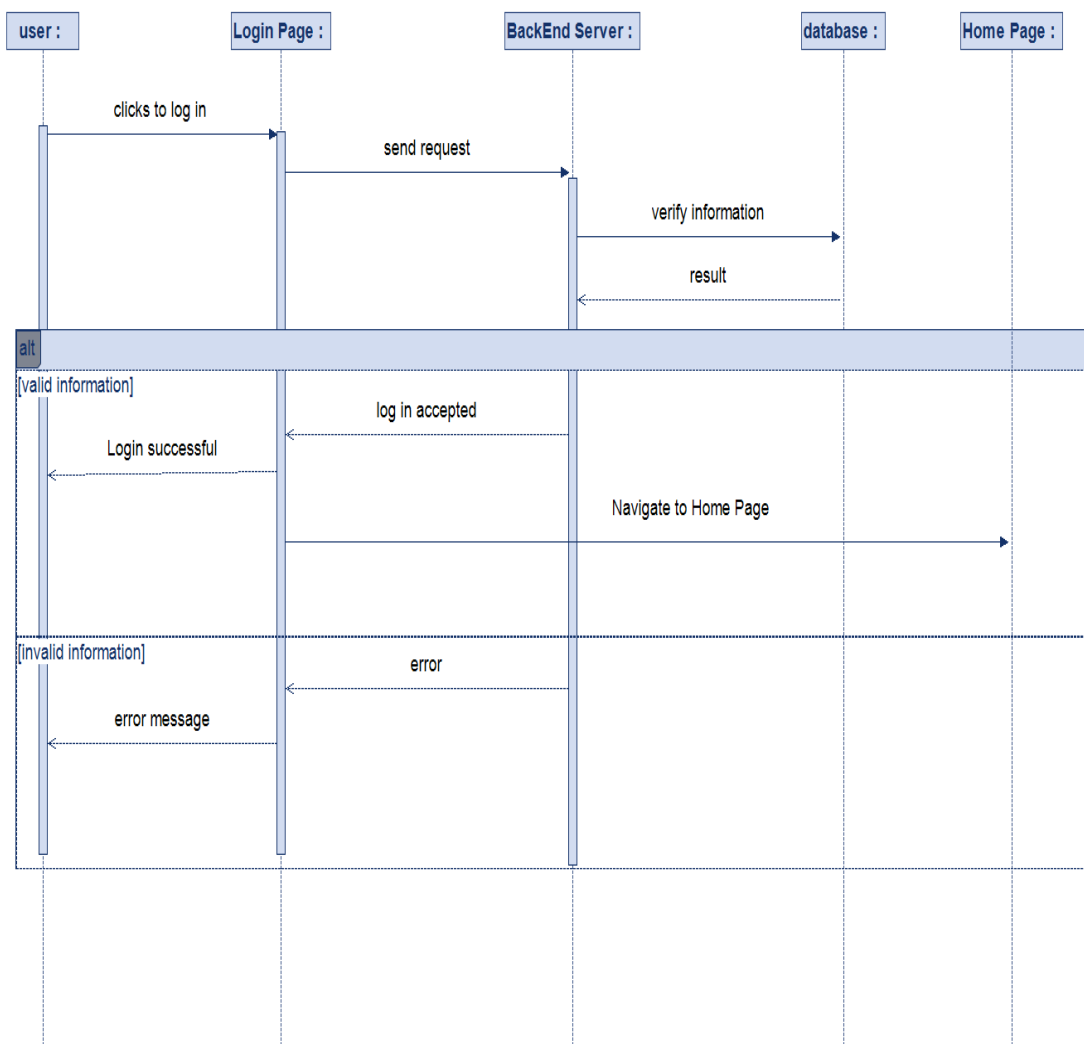 user :
Login Page :
BackEnd Server :
database :
Home Page :
clicks to log in
send request
verify information
result
alt
[valid information]
log in accepted
Login successful
Navigate to Home Page
[invalid information]
error
error message